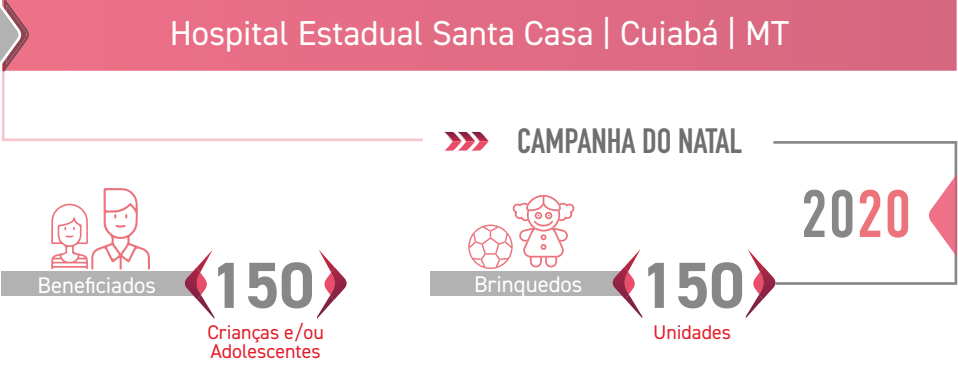 Hospital Estadual Santa Casa | Cuiabá | MT
CAMPANHA DO NATAL
2020
Beneficiados
150
Crianças e/ou
Adolescentes
Brinquedos
150
Unidades